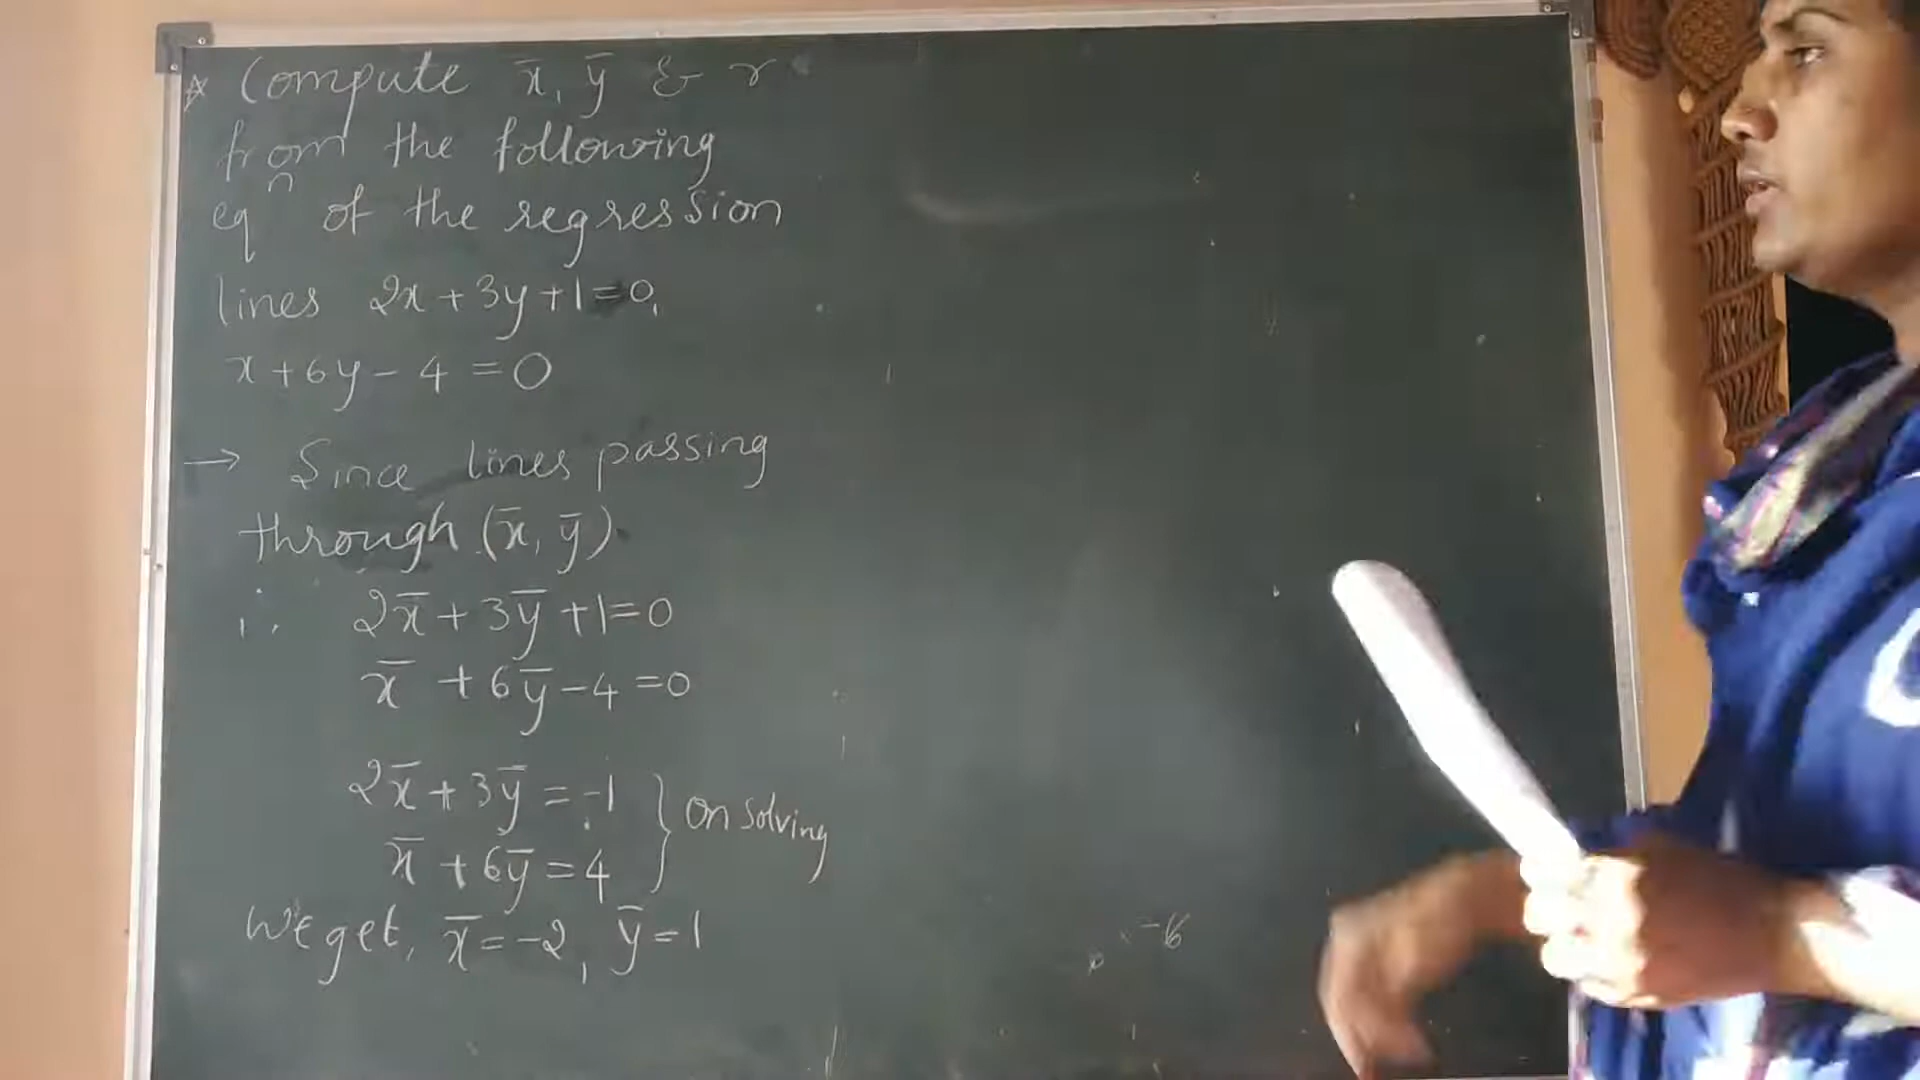 * Compute x̄, ȳ & r
from the following
eqⁿ of the regression
lines 2x + 3y + 1 = 0,
x + 6y - 4 = 0
→ Since lines passing
through (x̄, ȳ).
∴ 2x̄ + 3ȳ + 1 = 0
x̄ + 6ȳ - 4 = 0
2x̄ + 3ȳ = -1
x̄ + 6ȳ = 4 } On solving
We get, x̄ = -2, ȳ = 1
-6